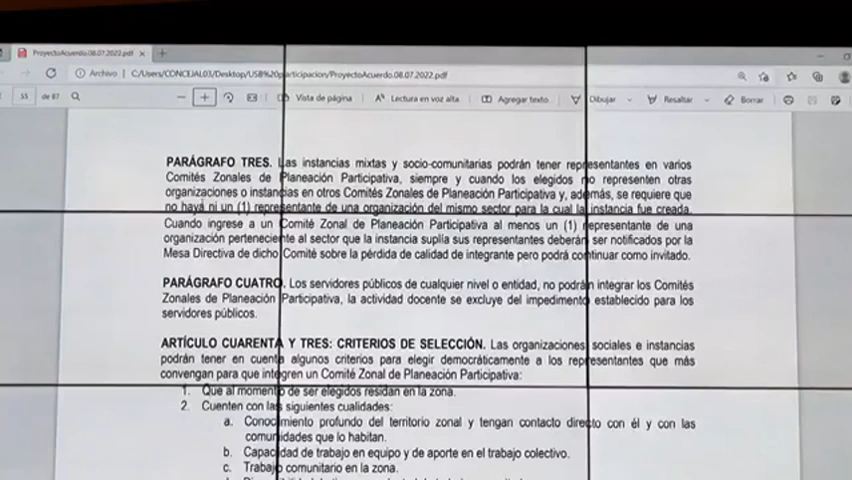 ProyectoAcuerdo.08.07.2022.pdf
Archivo | C:/Users/CONCEJAL03/Desktop/USB%20participacion/ProyectoAcuerdo.08.07.2022.pdf
55 de 87 Vista de página Lectura en voz alta Agregar texto Dibujar Resaltar Borrar
PARÁGRAFO TRES. Las instancias mixtas y socio-comunitarias podrán tener representantes en varios
Comités Zonales de Planeación Participativa, siempre y cuando los elegidos no representen otras
organizaciones o instancias en otros Comités Zonales de Planeación Participativa y, además, se requiere que
no haya ni un (1) representante de una organización del mismo sector para la cual la instancia fue creada.
Cuando ingrese a un Comité Zonal de Planeación Participativa al menos un (1) representante de una
organización perteneciente al sector que la instancia suplía sus representantes deberán ser notificados por la
Mesa Directiva de dicho Comité sobre la pérdida de calidad de integrante pero podrá continuar como invitado.
PARÁGRAFO CUATRO. Los servidores públicos de cualquier nivel o entidad, no podrán integrar los Comités
Zonales de Planeación Participativa, la actividad docente se excluye del impedimento establecido para los
servidores públicos.
ARTÍCULO CUARENTA Y TRES: CRITERIOS DE SELECCIÓN. Las organizaciones sociales e instancias
podrán tener en cuenta algunos criterios para elegir democráticamente a los representantes que más
convengan para que integren un Comité Zonal de Planeación Participativa:
1. Que al momento de ser elegidos residan en la zona.
2. Cuenten con las siguientes cualidades:
a. Conocimiento profundo del territorio zonal y tengan contacto directo con él y con las
comunidades que lo habitan.
b. Capacidad de trabajo en equipo y de aporte en el trabajo colectivo.
c. Trabajo comunitario en la zona.